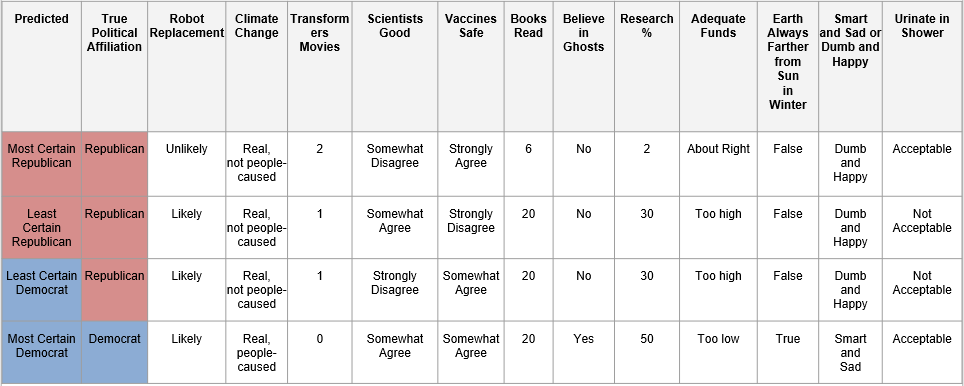 Predicted
True
Political
Affiliation
Robot
Replacement
Climate
Change
Transform
ers
Movies
Scientists
Good
Vaccines
Safe
Books
Read
Believe
in
Ghosts
Research
%
Adequate
Funds
Earth
Always
Farther
from
Sun
in
Winter
Smart
and Sad or
Dumb and
Happy
Urinate in
Shower
Most Certain
Republican
Republican
Unlikely
Real,
not people-
caused
2
Somewhat
Disagree
Strongly
Agree
6
No
2
About Right
False
Dumb
and
Happy
Acceptable
Least
Certain
Republican
Republican
Likely
Real,
not people-
caused
1
Somewhat
Agree
Strongly
Disagree
20
No
30
Too high
False
Dumb
and
Happy
Not
Acceptable
Least Certain
Democrat
Republican
Likely
Real,
not people-
caused
1
Strongly
Disagree
Somewhat
Agree
20
No
30
Too high
False
Dumb
and
Happy
Not
Acceptable
Most Certain
Democrat
Democrat
Likely
Real,
people-
caused
0
Somewhat
Agree
Somewhat
Agree
20
Yes
50
Too low
True
Smart
and
Sad
Acceptable